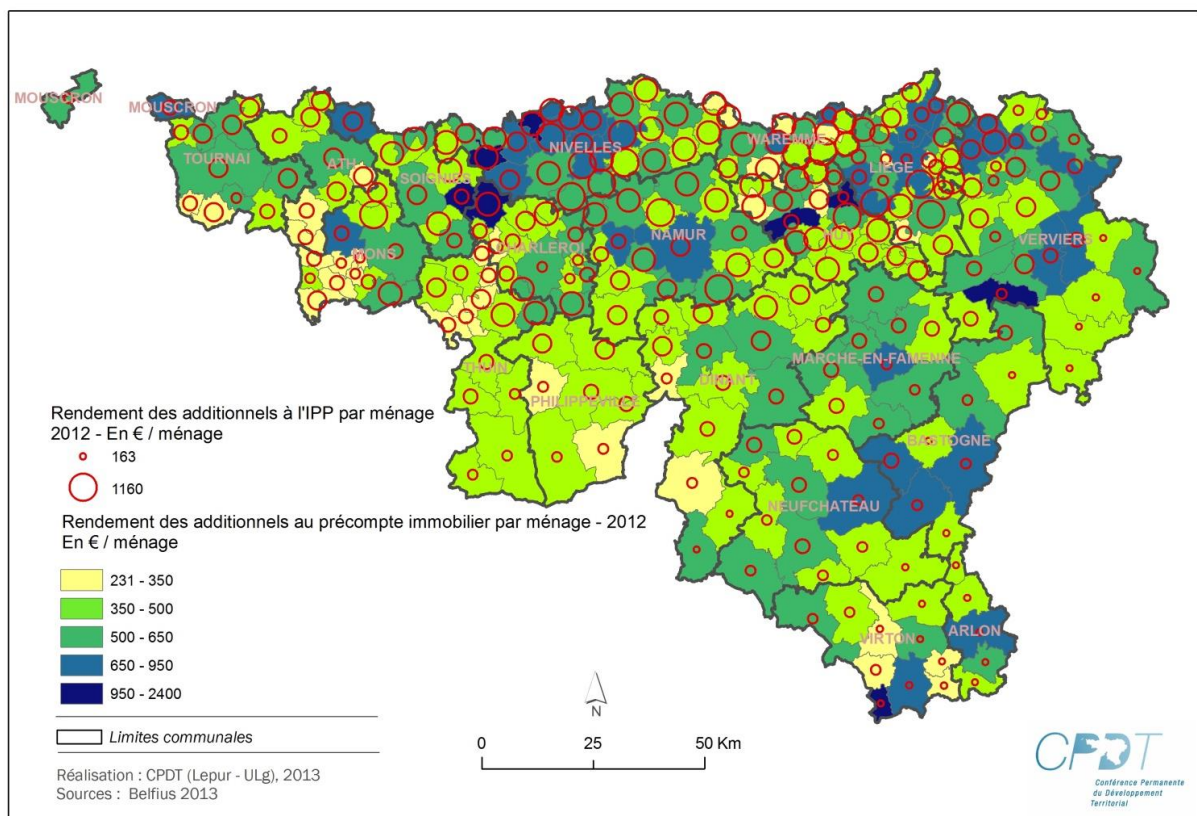 MOUSCRON
MOUSCRON
TOURNAI
ATH
SOIGNIES
NIVELLES
WAREMME
LIEGE
MONS
CHARLEROI
NAMUR
HUY
VERVIERS
THUIN
PHILIPPEVILLE
DINANT
MARCHE-EN-FAMENNE
BASTOGNE
NEUFCHATEAU
VIRTON
ARLON
Rendement des additionnels à l'IPP par ménage
2012 - En € / ménage
163
1160
Rendement des additionnels au précompte immobilier par ménage - 2012
En € / ménage
231 - 350
350 - 500
500 - 650
650 - 950
950 - 2400
Limites communales
Réalisation : CPDT (Lepur - ULg), 2013
Sources : Belfius 2013
N
0 25 50 Km
CPDT
Conférence Permanente
du Développement
Territorial